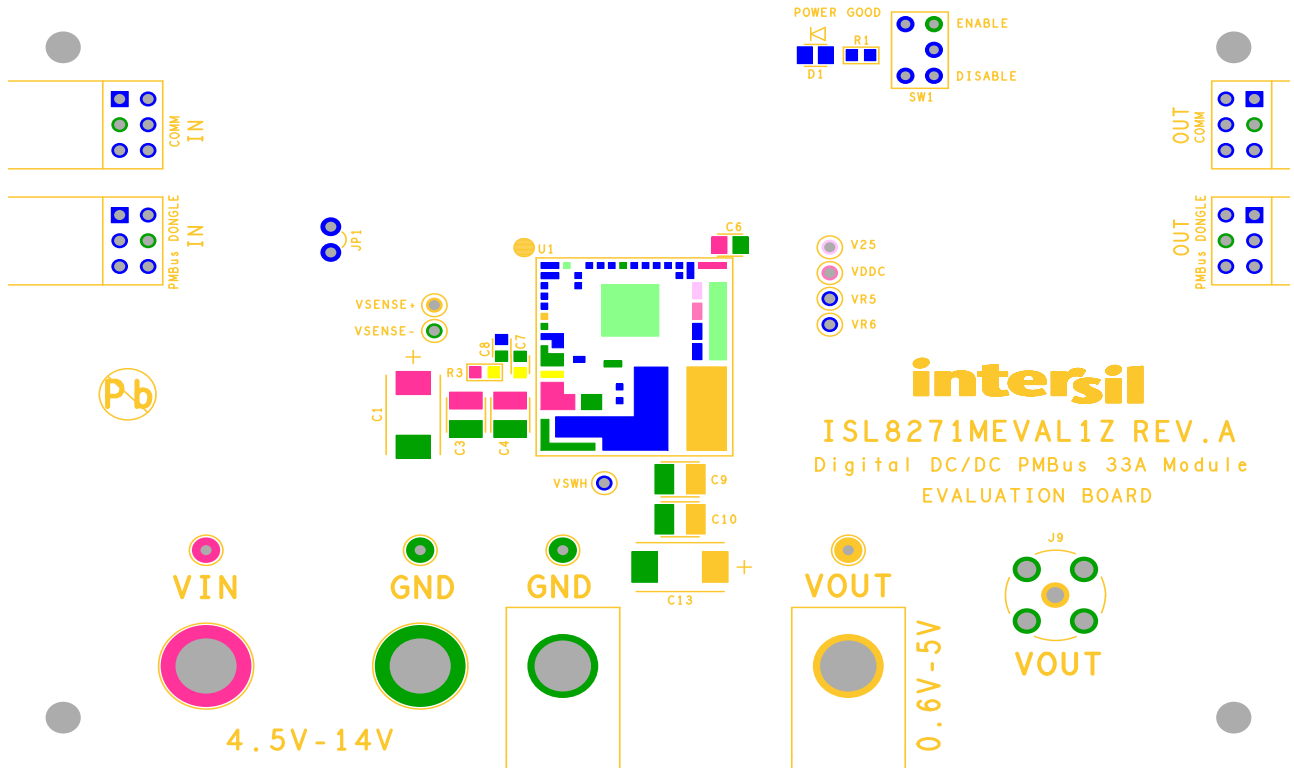 POWER GOOD
D1
R1
ENABLE
DISABLE
SW1
COMM
IN
PMBus DONGLE
IN
OUT
COMM
OUT
PMBus DONGLE
JP1
U1
C6
V25
VDDC
VR5
VR6
VSENSE+
VSENSE-
C8
C7
R3
C1
C3
C4
Pb
intersil
ISL8271MEVAL1Z REV.A
Digital DC/DC PMBus 33A Module
EVALUATION BOARD
VSWH
C9
C10
C13
J9
VIN
GND
GND
VOUT
VOUT
0.6V-5V
4.5V-14V